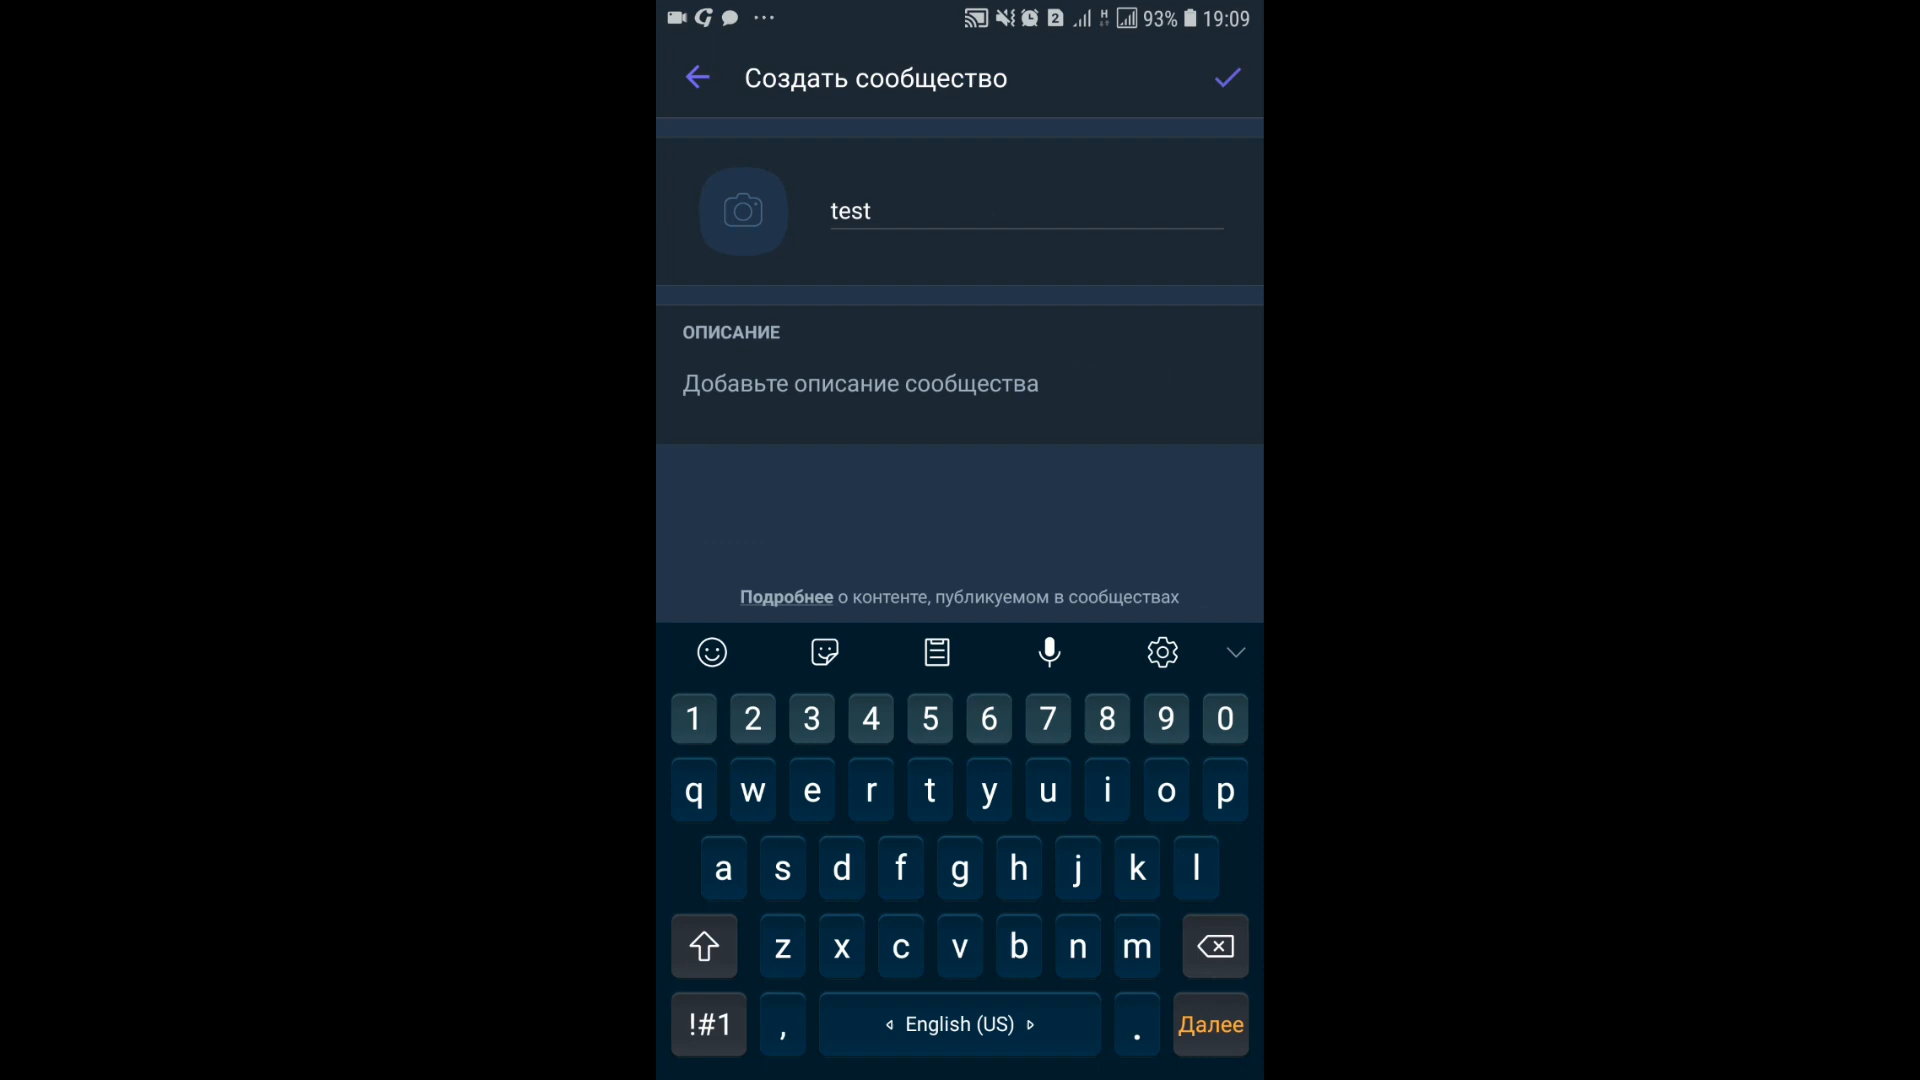 2 H 93% 19:09
Создать сообщество
test
ОПИСАНИЕ
Добавьте описание сообщества
Подробнее о контенте, публикуемом в сообществах
1 2 3 4 5 6 7 8 9 0
q w e r t y u i o p
a s d f g h j k l
z x c v b n m
!#1 , English (US) . Далее